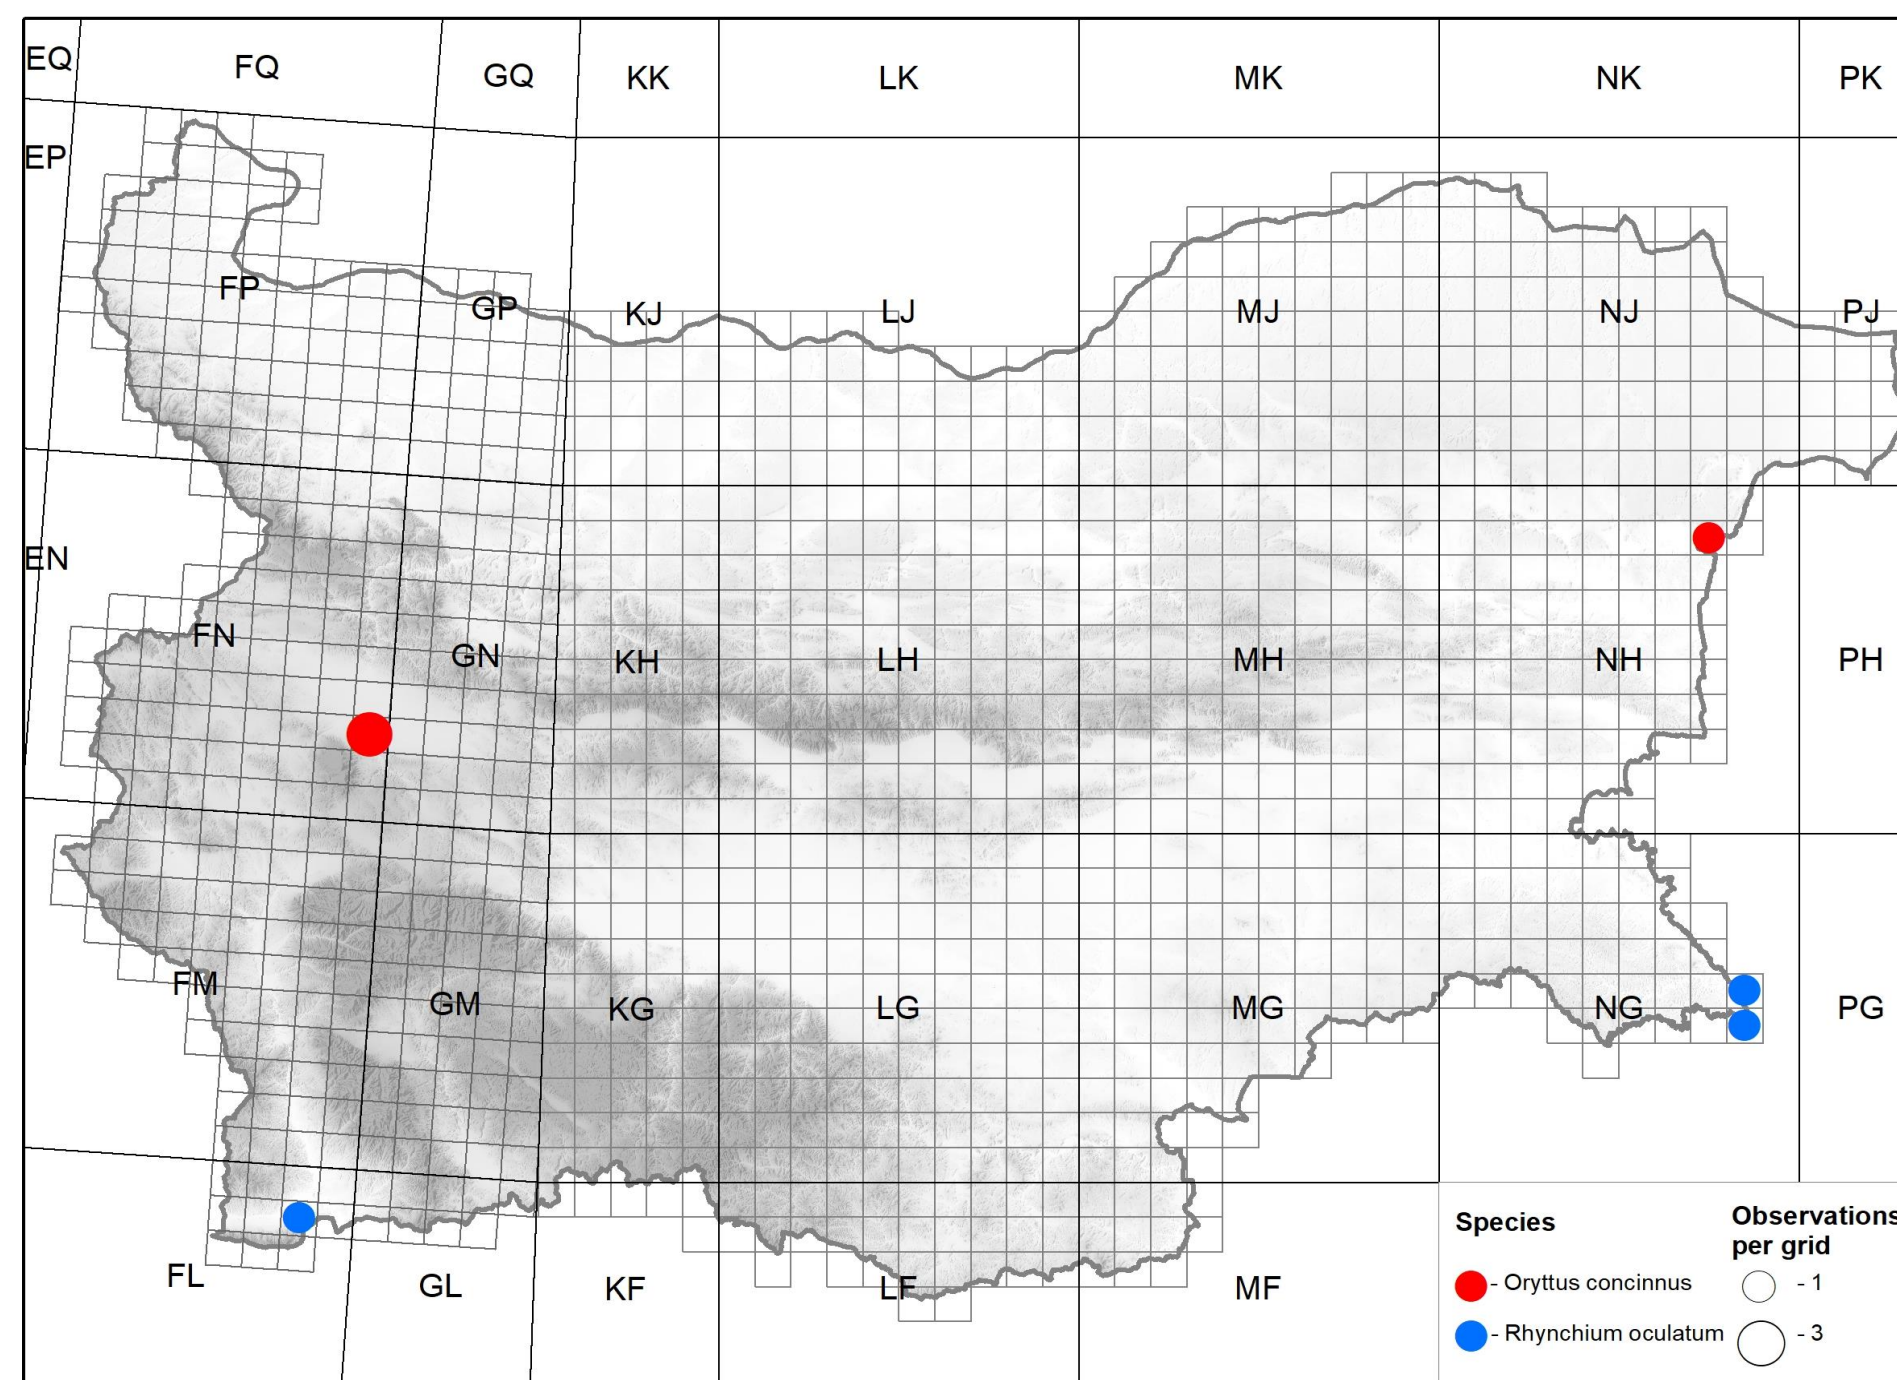 EQ
FQ
GQ
KK
LK
MK
NK
PK
EP
FP
GP
KJ
LJ
MJ
NJ
PJ
EN
FN
GN
KH
LH
MH
NH
PH
FM
GM
KG
LG
MG
NG
PG
FL
GL
KF
LF
MF
Species
Observations
per grid
- Oryttus concinnus
- 1
- Rhynchium oculatum
- 3